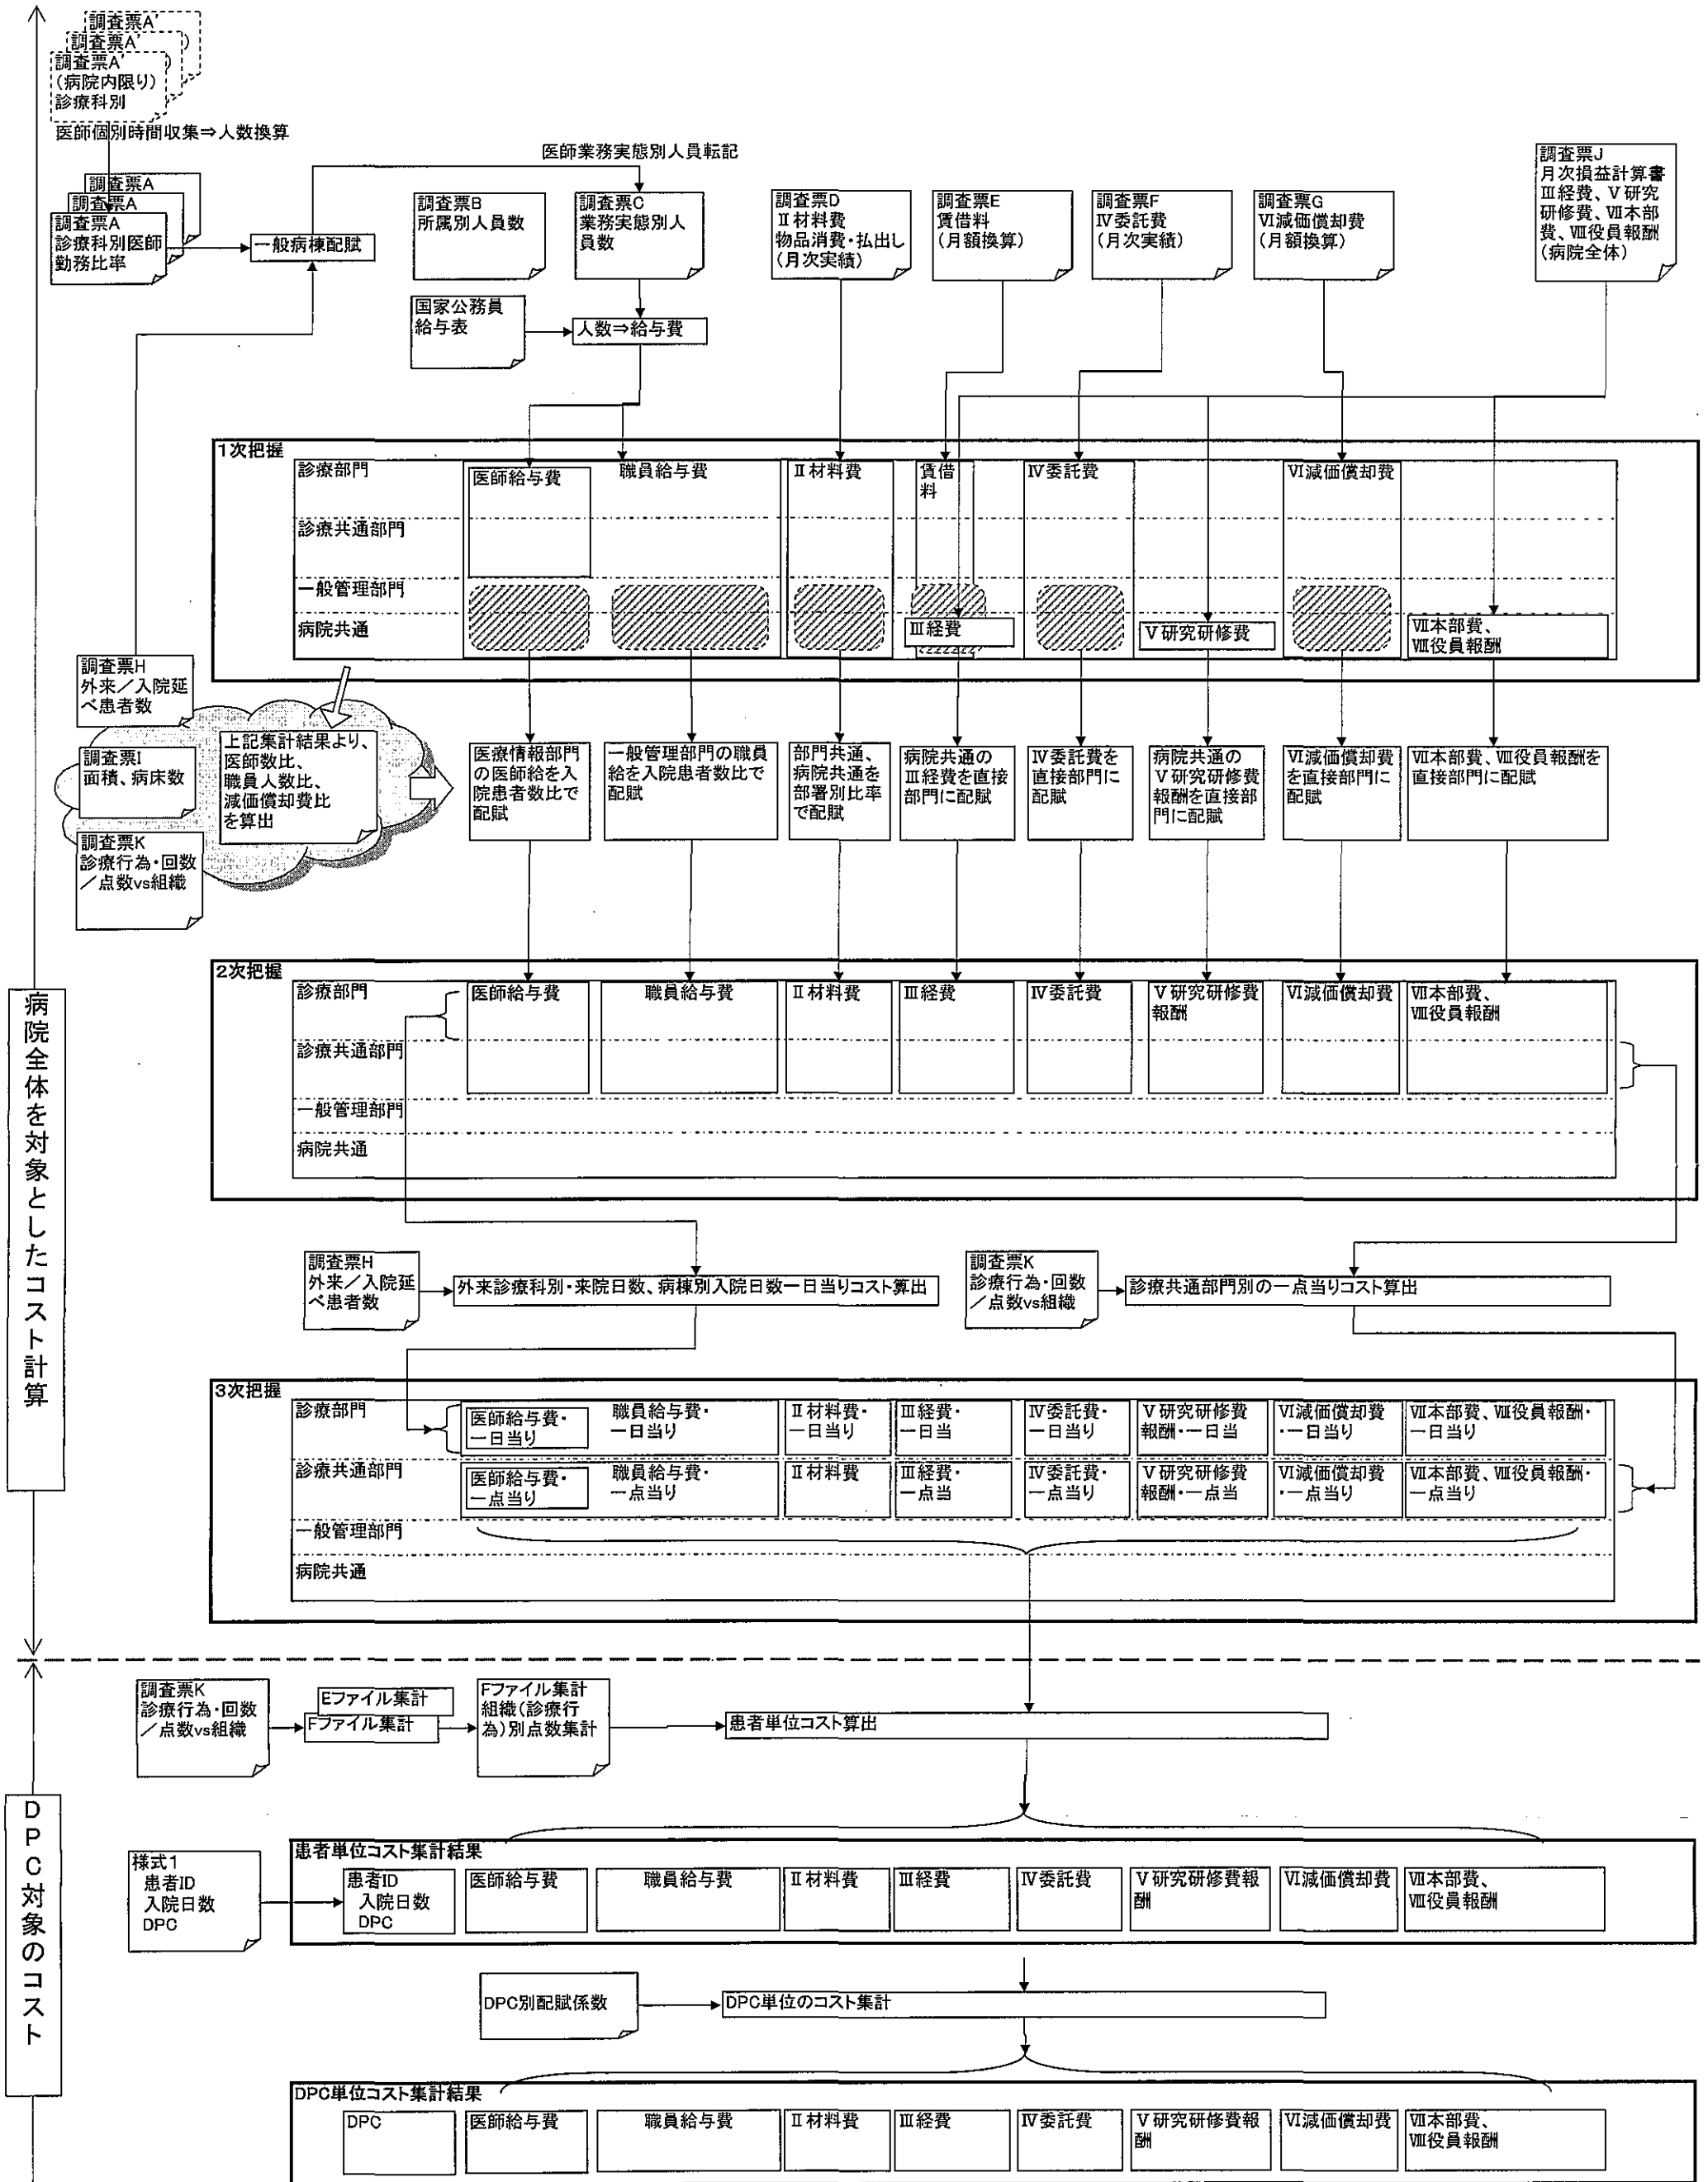 調査票A'
調査票A'
調査票A'
(病院内限り)
診療科別
医師個別時間収集⇒人数換算
調査票A
調査票A
調査票A
診療科別医師
勤務比率
一般病棟配賦
医師業務実態別人員転記
調査票B
所属別人員数
調査票C
業務実態別人
員数
国家公務員
給与表
人数⇒給与費
調査票D
Ⅱ材料費
物品消費・払出し
(月次実績)
調査票E
賃借料
(月額換算)
調査票F
Ⅳ委託費
(月次実績)
調査票G
Ⅵ減価償却費
(月額換算)
調査票J
月次損益計算書
Ⅲ経費、Ⅴ研究
研修費、Ⅶ本部
費、Ⅷ役員報酬
(病院全体)
病院全体を対象としたコスト計算
1次把握
診療部門
診療共通部門
一般管理部門
病院共通
医師給与費
職員給与費
Ⅱ材料費
賃借
料
Ⅲ経費
Ⅳ委託費
Ⅴ研究研修費
Ⅵ減価償却費
Ⅶ本部費、
Ⅷ役員報酬
調査票H
外来/入院延
べ患者数
調査票I
面積、病床数
調査票K
診療行為・回数
/点数vs組織
上記集計結果より、
医師数比、
職員人数比、
減価償却費比
を算出
医療情報部門
の医師給を入
院患者数比で
配賦
一般管理部門の職員
給を入院患者数比で
配賦
部門共通、
病院共通を
部署別比率
で配賦
病院共通の
Ⅲ経費を直接
部門に配賦
Ⅳ委託費を
直接部門に
配賦
病院共通の
Ⅴ研究研修費
報酬を直接部
門に配賦
Ⅵ減価償却費
を直接部門に
配賦
Ⅶ本部費、Ⅷ役員報酬を
直接部門に配賦
2次把握
診療部門
診療共通部門
一般管理部門
病院共通
医師給与費
職員給与費
Ⅱ材料費
Ⅲ経費
Ⅳ委託費
Ⅴ研究研修費
報酬
Ⅵ減価償却費
Ⅶ本部費、
Ⅷ役員報酬
調査票H
外来/入院延
べ患者数
外来診療科別・来院日数、病棟別入院日数一日当りコスト算出
調査票K
診療行為・回数
/点数vs組織
診療共通部門別の一点当りコスト算出
3次把握
診療部門
医師給与費・
一日当り
職員給与費・
一日当り
Ⅱ材料費・
一日当り
Ⅲ経費・
一日当
Ⅳ委託費・
一日当り
Ⅴ研究研修費
報酬・一日当
Ⅵ減価償却費
・一日当り
Ⅶ本部費、Ⅷ役員報酬・
一日当り
診療共通部門
医師給与費・
一点当り
職員給与費・
一点当り
Ⅱ材料費
Ⅲ経費・
一点当
Ⅳ委託費・
一点当り
Ⅴ研究研修費
報酬・一点当
Ⅵ減価償却費
・一点当り
Ⅶ本部費、Ⅷ役員報酬・
一点当り
一般管理部門
病院共通
DPC対象のコスト
調査票K
診療行為・回数
/点数vs組織
Eファイル集計
Fファイル集計
Fファイル集計
組織(診療行
為)別点数集計
患者単位コスト算出
様式1
患者ID
入院日数
DPC
患者単位コスト集計結果
患者ID
入院日数
DPC
医師給与費
職員給与費
Ⅱ材料費
Ⅲ経費
Ⅳ委託費
Ⅴ研究研修費報
酬
Ⅵ減価償却費
Ⅶ本部費、
Ⅷ役員報酬
DPC別配賦係数
DPC単位のコスト集計
DPC単位コスト集計結果
DPC
医師給与費
職員給与費
Ⅱ材料費
Ⅲ経費
Ⅳ委託費
Ⅴ研究研修費報
酬
Ⅵ減価償却費
Ⅶ本部費、
Ⅷ役員報酬